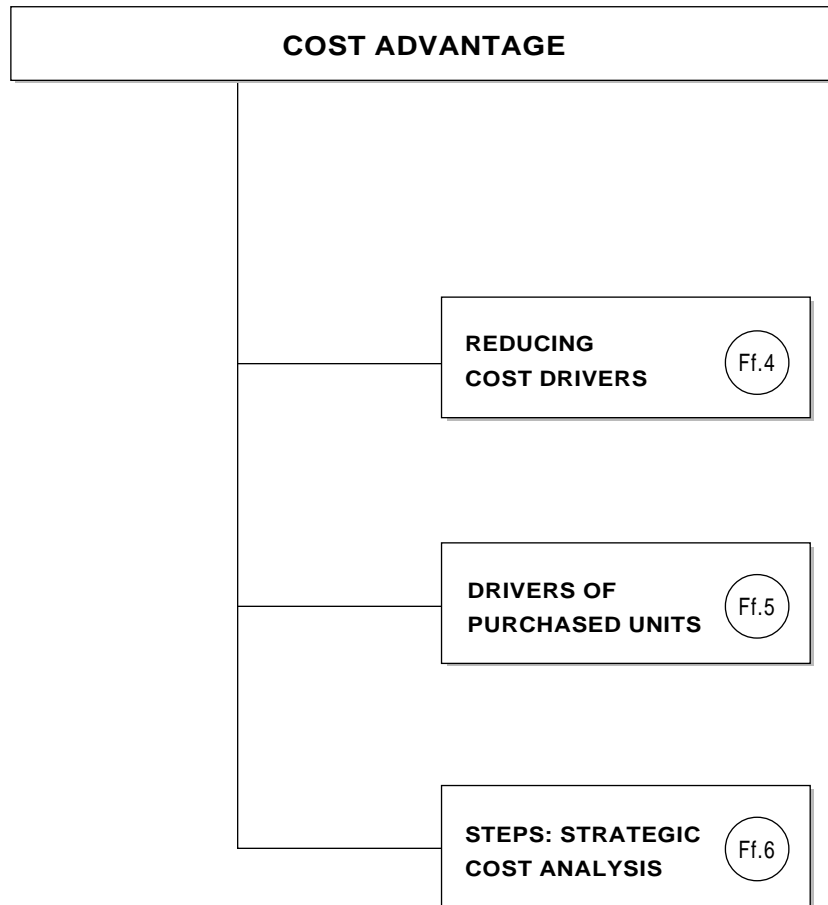 COST ADVANTAGE
REDUCING
COST DRIVERS
Ff.4
DRIVERS OF
PURCHASED UNITS
Ff.5
STEPS: STRATEGIC
COST ANALYSIS
Ff.6